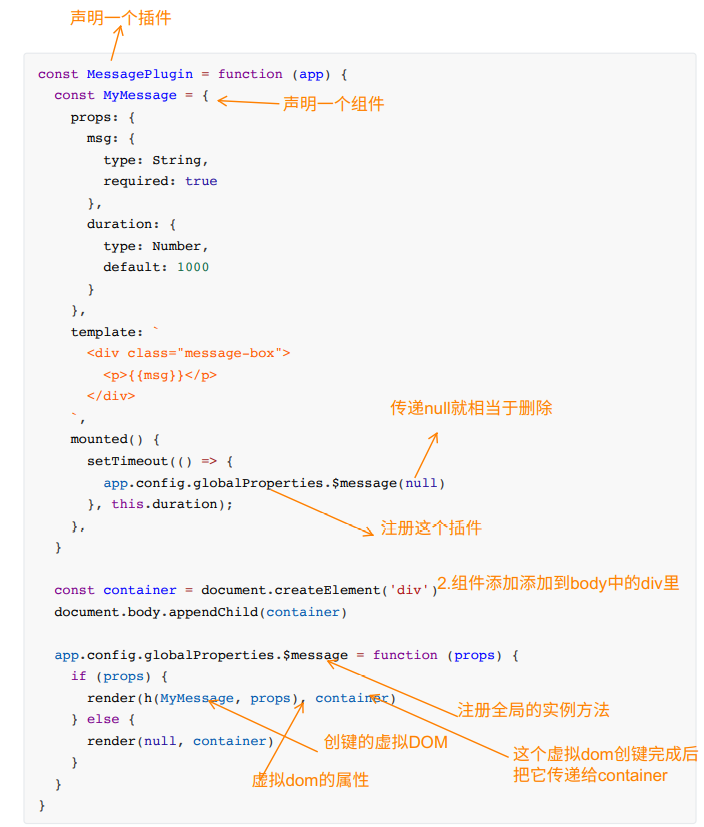 声明一个插件
const MessagePlugin = function (app) {
const MyMessage = {
声明一个组件
props: {
msg: {
type: String,
required: true
},
duration: {
type: Number,
default: 1000
}
},
template: `
<div class="message-box">
<p>{{msg}}</p>
</div>
`,
传递null就相当于删除
mounted() {
setTimeout(() => {
app.config.globalProperties.$message(null)
}, this.duration);
注册这个插件
},
}
const container = document.createElement('div')
2.组件添加添加到body中的div里
document.body.appendChild(container)
app.config.globalProperties.$message = function (props) {
if (props) {
render(h(MyMessage, props), container)
注册全局的实例方法
} else {
render(null, container)
创键的虚拟DOM
这个虚拟dom创键完成后
把它传递给container
}
虚拟dom的属性
}
}